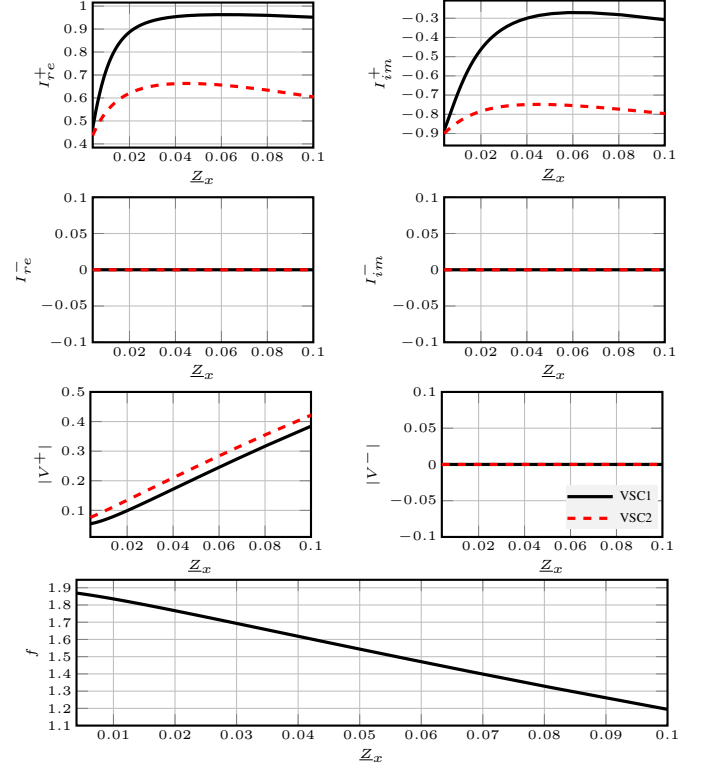 1
0.9
0.8
0.7
0.6
0.5
0.4
0.02 0.04 0.06 0.08 0.1
I⁺re
Z̲x
−0.3
−0.4
−0.5
−0.6
−0.7
−0.8
−0.9
0.02 0.04 0.06 0.08 0.1
I⁺im
Z̲x
0.1
0.05
0
−0.05
−0.1
0.02 0.04 0.06 0.08 0.1
I⁻re
Z̲x
0.1
0.05
0
−0.05
−0.1
0.02 0.04 0.06 0.08 0.1
I⁻im
Z̲x
0.5
0.4
0.3
0.2
0.1
0.02 0.04 0.06 0.08 0.1
|V⁺|
Z̲x
0.1
0.05
0
−0.05
−0.1
0.02 0.04 0.06 0.08 0.1
|V⁻|
Z̲x
VSC1
VSC2
1.9
1.8
1.7
1.6
1.5
1.4
1.3
1.2
1.1
0.01 0.02 0.03 0.04 0.05 0.06 0.07 0.08 0.09 0.1
f
Z̲x